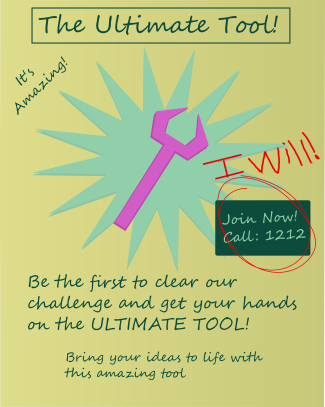 The Ultimate Tool!
It's
Amazing!
I Will!
Join Now!
Call: 1212
Be the first to clear our
challenge and get your hands
on the ULTIMATE TOOL!
Bring your ideas to life with
this amazing tool